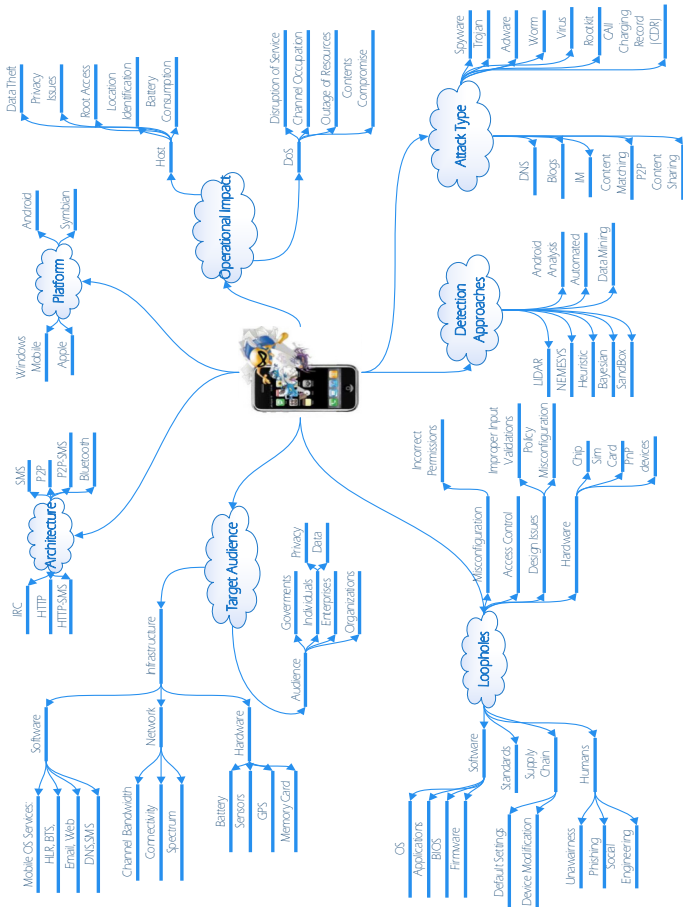 Data Theft
Privacy
Issues
Root Access
Location
Identification
Battery
Consumption
Host
Disruption of Service
Channel Occupation
Outage of Resources
Contents
Compromise
DoS
Operational Impact
Spyware
Trojan
Adware
Worm
Virus
Rootkit
CAll
Charging
Record
(CDR)
Attack Type
DNS
Blogs
IM
Content
Matching
P2P
Content
Sharing
Android
Symbian
Platform
Windows
Mobile
Apple
Android
Analysis
Automated
Data Mining
Detection
Approaches
LIDAR
NEMESYS
Heuristic
Bayesian
SandBox
SMS
P2P
P2P-SMS
Bluetooth
Architecture
IRC
HTTP
HTTP-SMS
Target Audience
Privacy
Data
Goverments
Individuals
Enterprises
Organizations
Audience
Infrastructure
Software
Network
Hardware
Mobile OS Services:
HLR, BTS,
Email, Web
DNS,SMS
Channel Bandwidth
Connectivity
Spectrum
Battery
Sensors
GPS
Memory Card
Incorrect
Permissions
Improper Input
Validations
Policy
Misconfiguration
Chip
Sim
Card
PnP
devices
Misconfiguration
Access Control
Design Issues
Hardware
Loopholes
Software
Standards
Supply
Chain
Humans
OS
Applications
BIOS
Firmware
Default Settings
Device Modification
Unawairness
Phishing
Social
Engineering